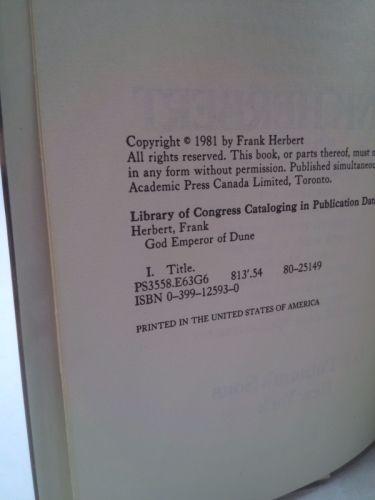 Copyright © 1981 by Frank Herbert
All rights reserved. This book, or parts thereof, must
in any form without permission. Published
Academic Press Canada Limited, Toronto.
Library of Congress Cataloging in Publication
Herbert, Frank
God Emperor of Dune
I. Title.
PS3558.E63G6 813'.54 80-25149
ISBN 0-399-12593-0
PRINTED IN THE UNITED STATES OF AMERICA